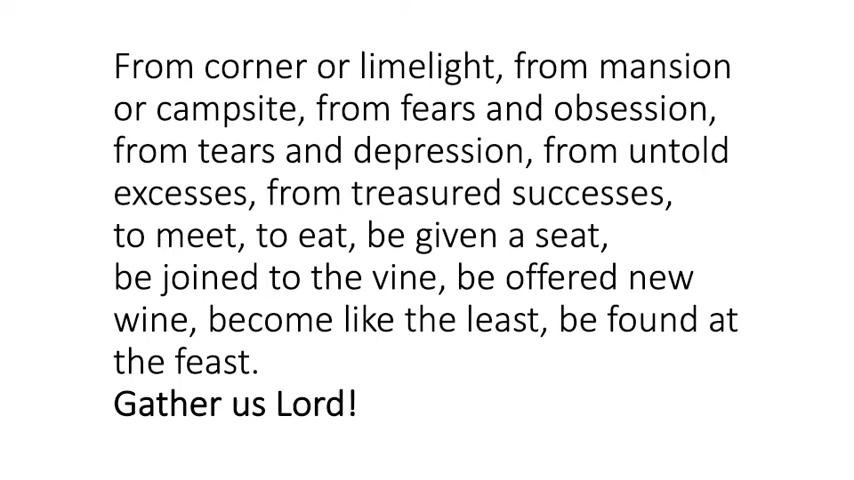 From corner or limelight, from mansion
or campsite, from fears and obsession,
from tears and depression, from untold
excesses, from treasured successes,
to meet, to eat, be given a seat,
be joined to the vine, be offered new
wine, become like the least, be found at
the feast.
Gather us Lord!